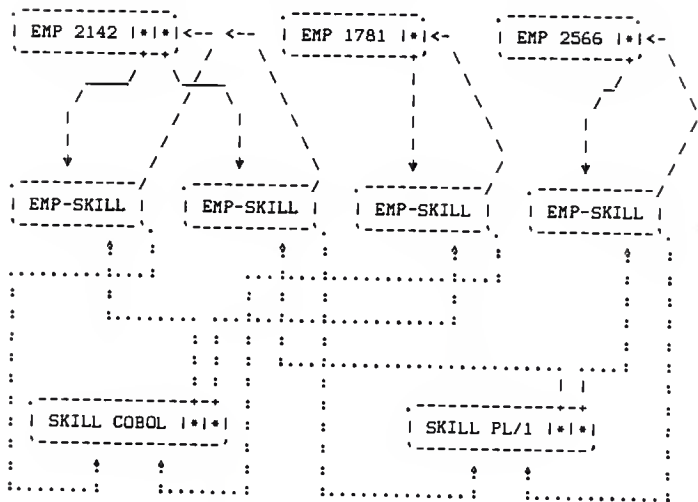 EMP 2142 |*|*|
EMP 1781 |*|
EMP 2566 |*|
EMP-SKILL
EMP-SKILL
EMP-SKILL
EMP-SKILL
SKILL COBOL |*|*|
SKILL PL/1 |*|*|